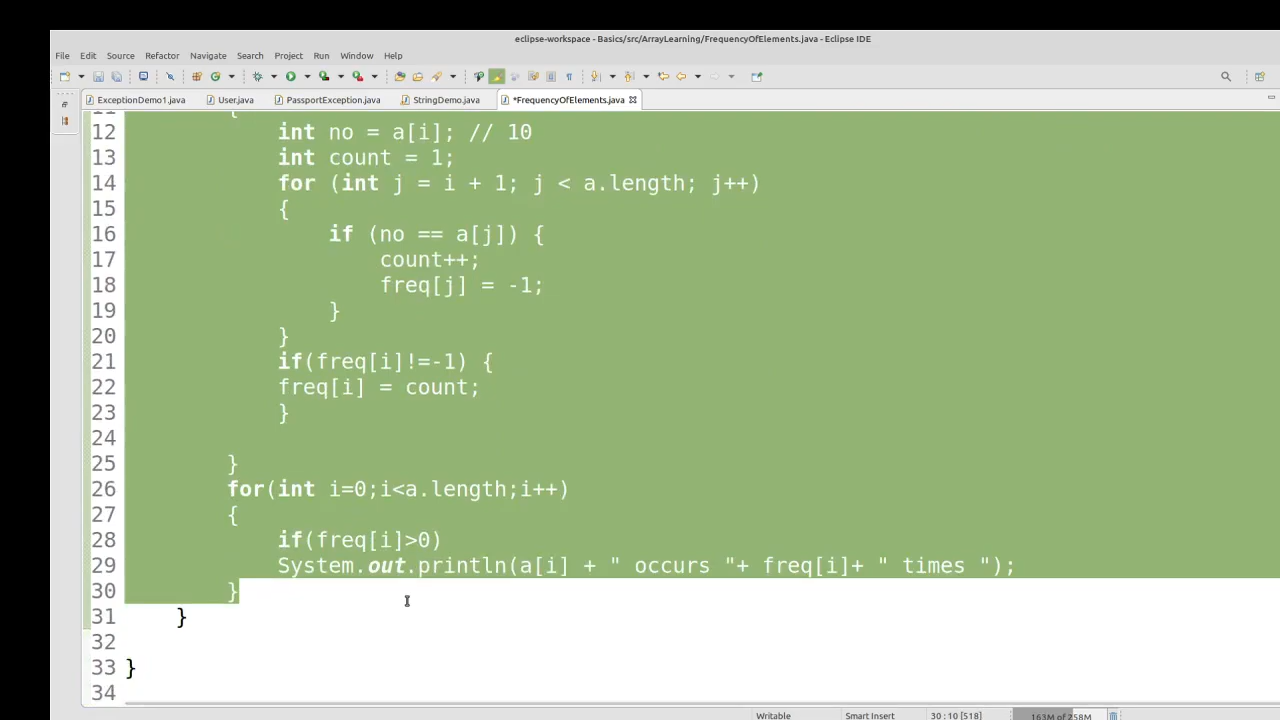 eclipse-workspace - Basics/src/ArrayLearning/FrequencyOfElements.java - Eclipse IDE
File Edit Source Refactor Navigate Search Project Run Window Help
ExceptionDemo1.java User.java PassportException.java StringDemo.java *FrequencyOfElements.java
11 {
12 int no = a[i]; // 10
13 int count = 1;
14 for (int j = i + 1; j < a.length; j++)
15 {
16 if (no == a[j]) {
17 count++;
18 freq[j] = -1;
19 }
20 }
21 if(freq[i]!=-1) {
22 freq[i] = count;
23 }
24
25 }
26 for(int i=0;i<a.length;i++)
27 {
28 if(freq[i]>0)
29 System.out.println(a[i] + " occurs "+ freq[i]+ " times ");
30 }
31 }
32
33 }
34
Writable Smart Insert 30 : 10 [518] 163M of 258M